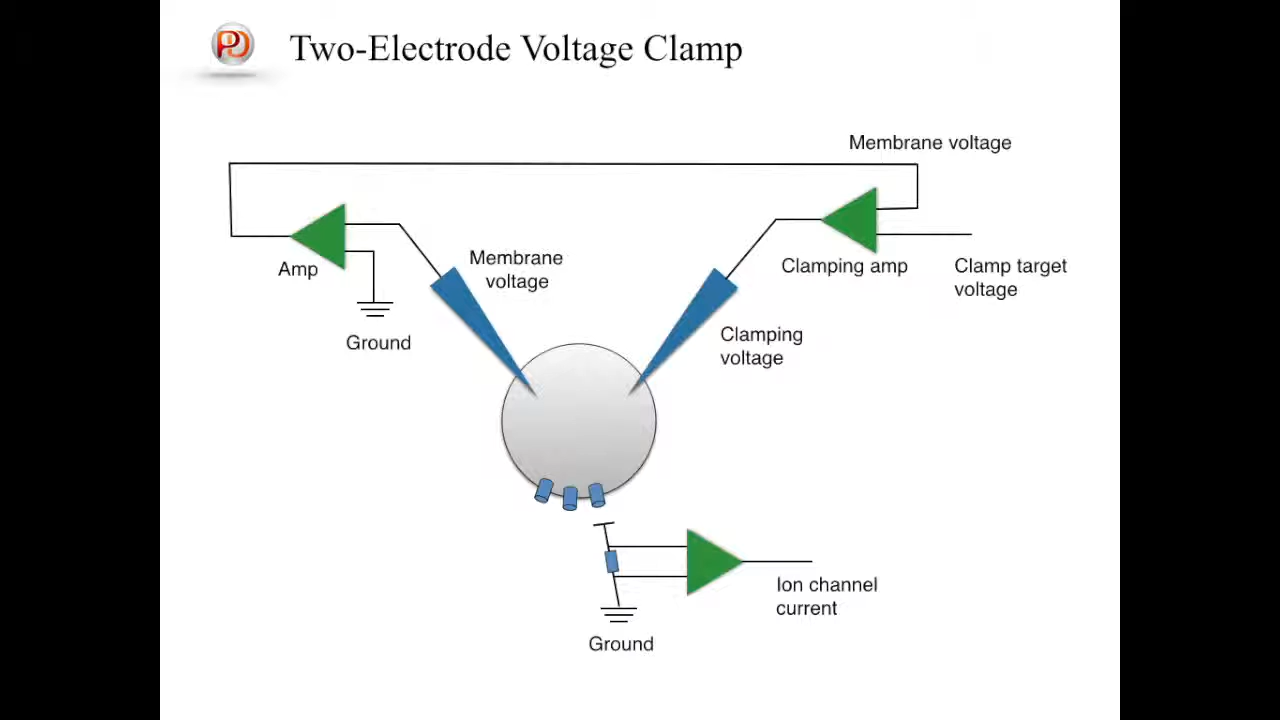 Two-Electrode Voltage Clamp
Membrane voltage
Amp
Ground
Membrane
voltage
Clamping amp
Clamp target
voltage
Clamping
voltage
Ion channel
current
Ground